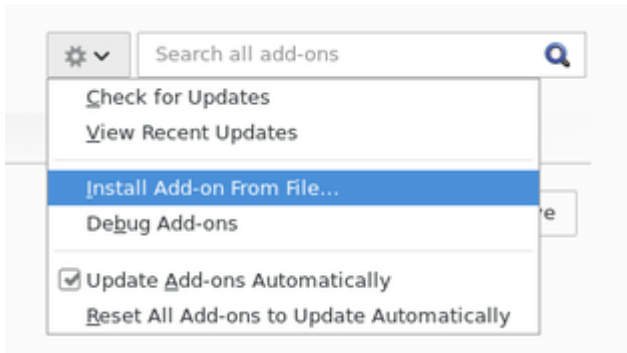 Search all add-ons
Check for Updates
View Recent Updates
Install Add-on From File...
Debug Add-ons
Update Add-ons Automatically
Reset All Add-ons to Update Automatically